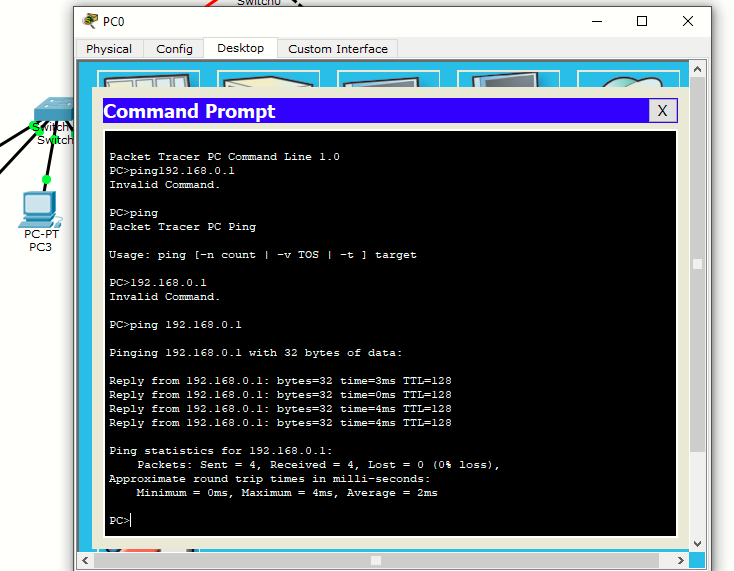 Switch0
PC0
Physical Config Desktop Custom Interface
Command Prompt X
Packet Tracer PC Command Line 1.0
PC>ping192.168.0.1
Invalid Command.
PC>ping
Packet Tracer PC Ping
Usage: ping [-n count | -v TOS | -t ] target
PC>192.168.0.1
Invalid Command.
PC>ping 192.168.0.1
Pinging 192.168.0.1 with 32 bytes of data:
Reply from 192.168.0.1: bytes=32 time=3ms TTL=128
Reply from 192.168.0.1: bytes=32 time=0ms TTL=128
Reply from 192.168.0.1: bytes=32 time=4ms TTL=128
Reply from 192.168.0.1: bytes=32 time=4ms TTL=128
Ping statistics for 192.168.0.1:
Packets: Sent = 4, Received = 4, Lost = 0 (0% loss),
Approximate round trip times in milli-seconds:
Minimum = 0ms, Maximum = 4ms, Average = 2ms
PC>
Switch
Switch
PC-PT
PC3